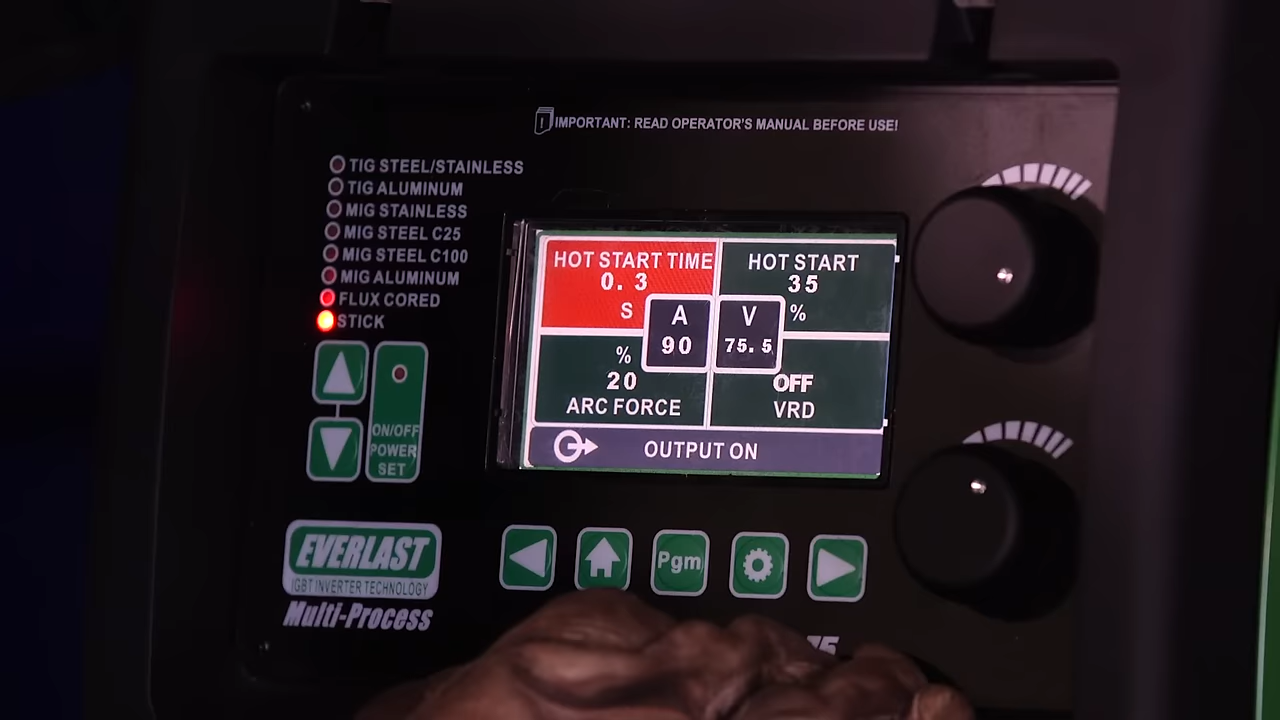 IMPORTANT: READ OPERATOR'S MANUAL BEFORE USE!
TIG STEEL/STAINLESS
TIG ALUMINUM
MIG STAINLESS
MIG STEEL C25
MIG STEEL C100
MIG ALUMINUM
FLUX CORED
STICK
ON/OFF
POWER
SET
HOT START TIME
0.3
S
HOT START
35
%
A
90
V
75.5
%
20
ARC FORCE
OFF
VRD
OUTPUT ON
EVERLAST
IGBT INVERTER TECHNOLOGY
Multi-Process
Pgm